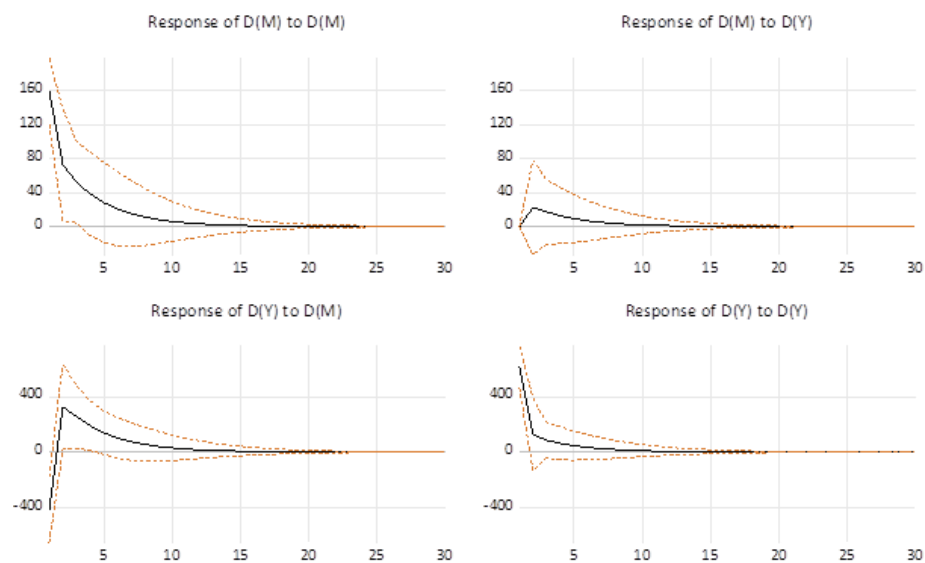 Response of D(M) to D(M)
160
120
80
40
0
5 10 15 20 25 30
Response of D(M) to D(Y)
160
120
80
40
0
5 10 15 20 25 30
Response of D(Y) to D(M)
400
0
-400
5 10 15 20 25 30
Response of D(Y) to D(Y)
400
0
-400
5 10 15 20 25 30